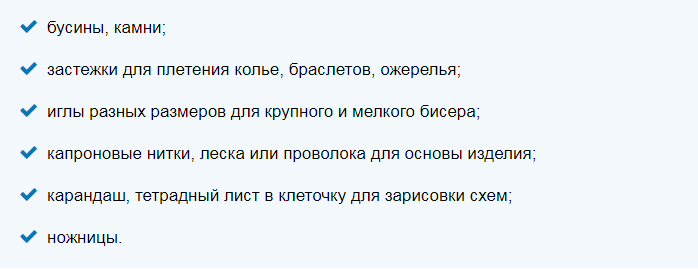 бусины, камни;
застежки для плетения колье, браслетов, ожерелья;
иглы разных размеров для крупного и мелкого бисера;
капроновые нитки, леска или проволока для основы изделия;
карандаш, тетрадный лист в клеточку для зарисовки схем;
ножницы.